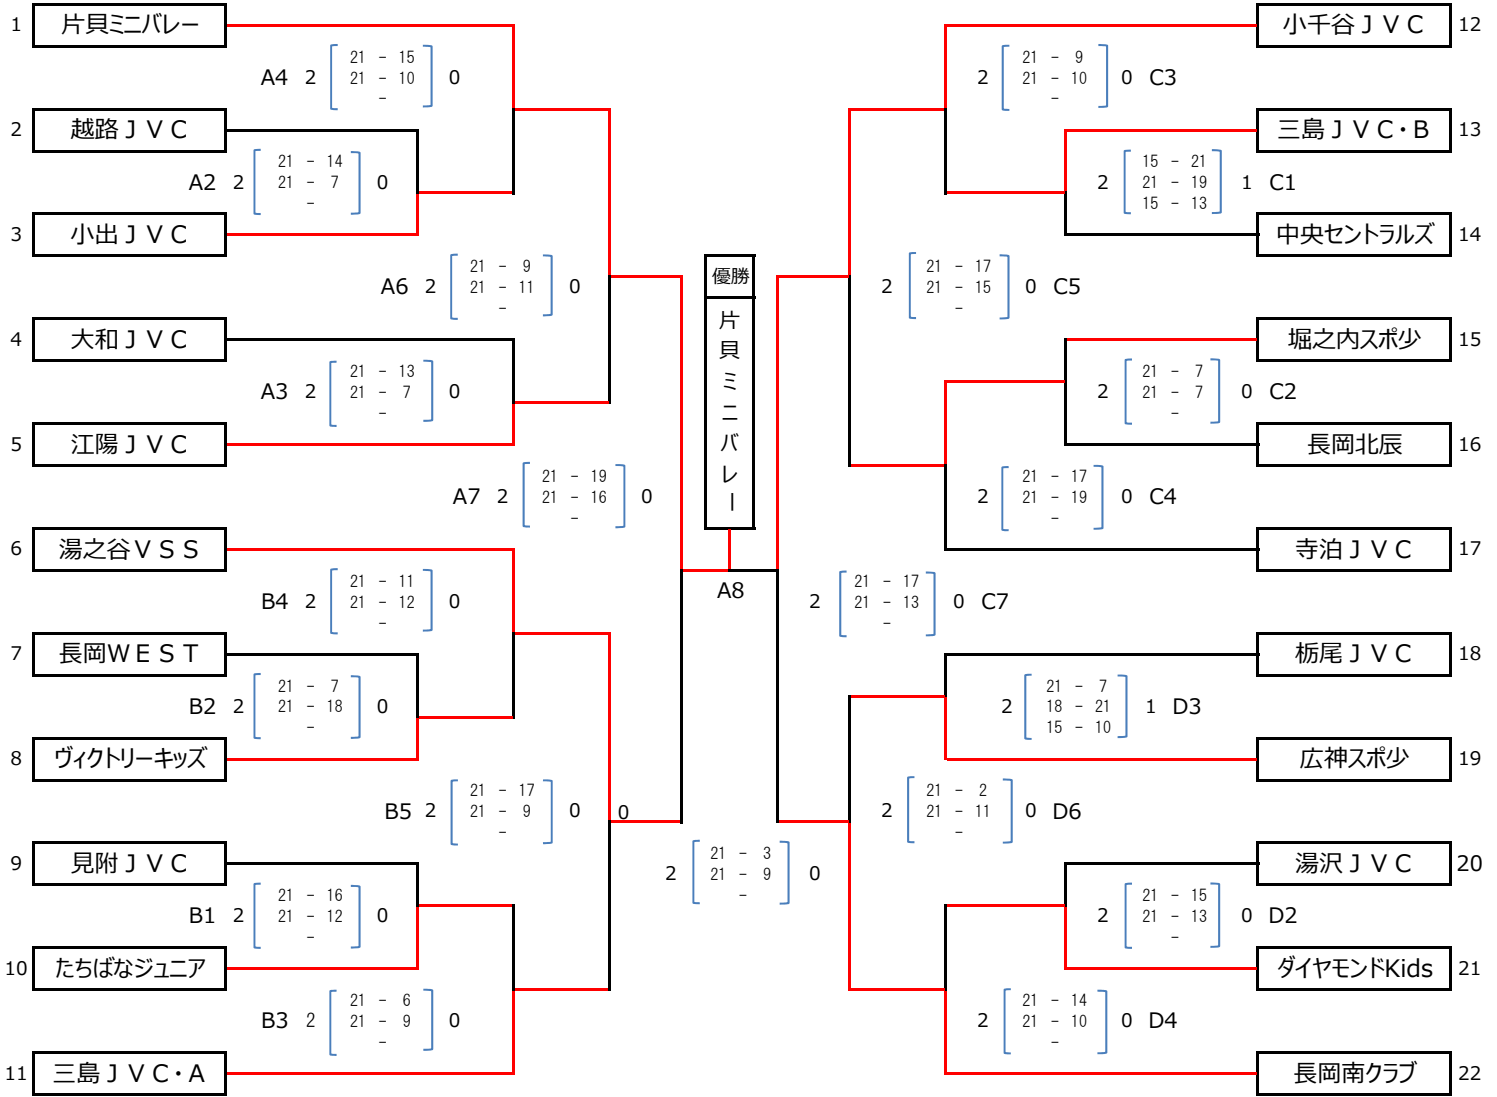 1 片貝ミニバレー
A4 2 21 - 15 0
21 - 10
-
2 越路ＪＶＣ
A2 2 21 - 14 0
21 - 7
-
3 小出ＪＶＣ
A6 2 21 - 9 0
21 - 11
-
4 大和ＪＶＣ
A3 2 21 - 13 0
21 - 7
-
5 江陽ＪＶＣ
A7 2 21 - 19 0
21 - 16
-
6 湯之谷ＶＳＳ
B4 2 21 - 11 0
21 - 12
-
7 長岡ＷＥＳＴ
B2 2 21 - 7 0
21 - 18
-
8 ヴィクトリーキッズ
B5 2 21 - 17 0 0
21 - 9
-
9 見附ＪＶＣ
B1 2 21 - 16 0
21 - 12
-
10 たちばなジュニア
B3 2 21 - 6 0
21 - 9
-
11 三島ＪＶＣ・Ａ
優勝
片貝ミニバレー
A8
2 21 - 3 0
21 - 9
-
小千谷ＪＶＣ 12
2 21 - 9 0 C3
21 - 10
-
三島ＪＶＣ・Ｂ 13
2 15 - 21 1 C1
21 - 19
15 - 13
中央セントラルズ 14
2 21 - 17 0 C5
21 - 15
-
堀之内スポ少 15
2 21 - 7 0 C2
21 - 7
-
長岡北辰 16
2 21 - 17 0 C4
21 - 19
-
寺泊ＪＶＣ 17
2 21 - 17 0 C7
21 - 13
-
栃尾ＪＶＣ 18
2 21 - 7 1 D3
18 - 21
15 - 10
広神スポ少 19
2 21 - 2 0 D6
21 - 11
-
湯沢ＪＶＣ 20
2 21 - 15 0 D2
21 - 13
-
ダイヤモンドKids 21
2 21 - 14 0 D4
21 - 10
-
長岡南クラブ 22